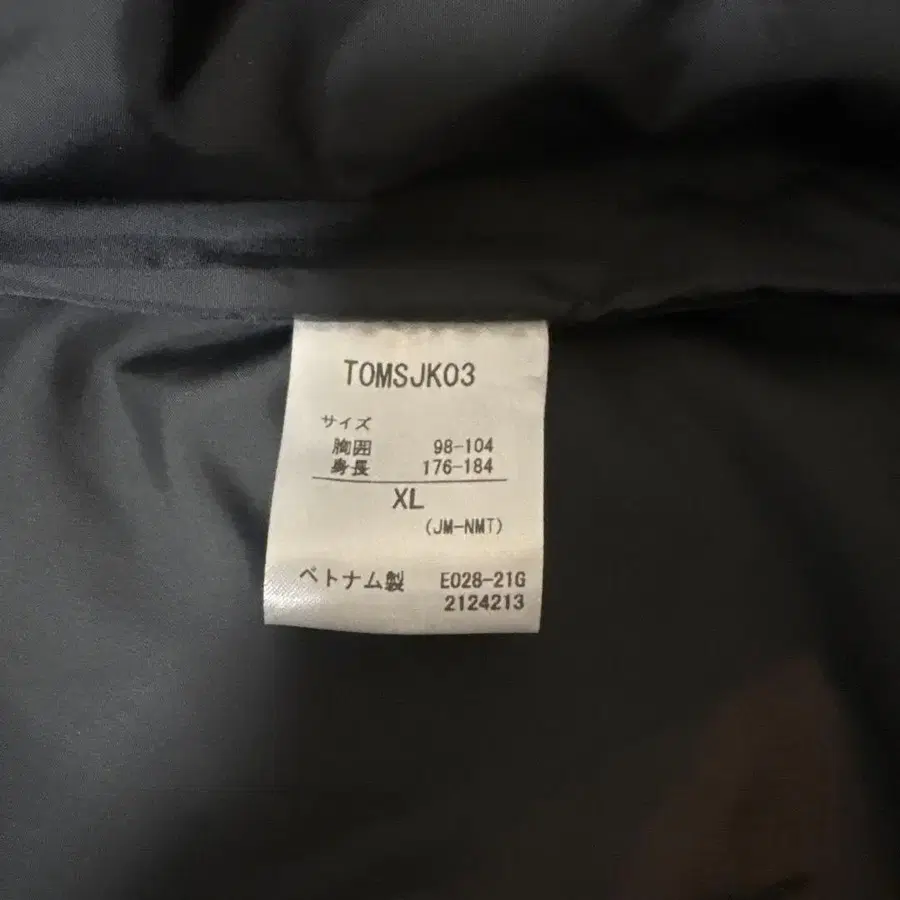 TOMSJK03
サイズ
胸囲 98-104
身長 176-184
XL
(JM-NMT)
ベトナム製 E028-21G
2124213